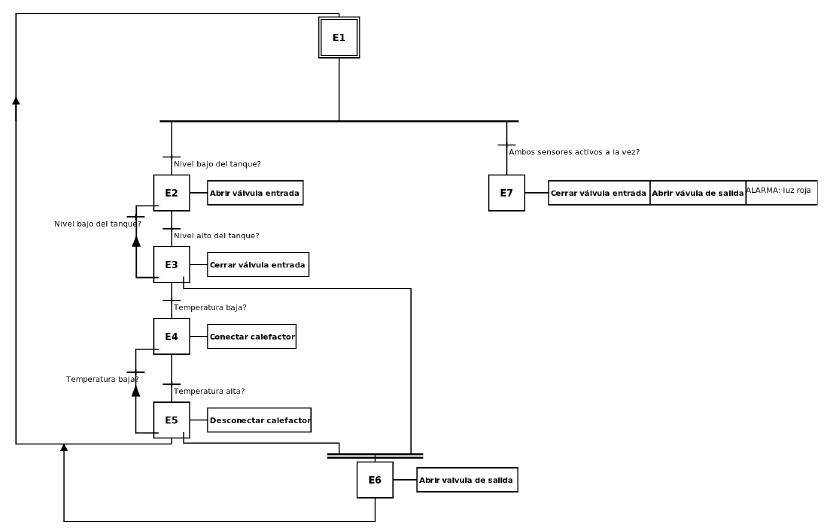 E1
Nivel bajo del tanque?
Ambos sensores activos a la vez?
E2
Abrir válvula entrada
E7
Cerrar válvula entrada
Abrir vávula de salida
ALARMA: luz roja
Nivel bajo del tanque?
Nivel alto del tanque?
E3
Cerrar válvula entrada
Temperatura baja?
E4
Conectar calefactor
Temperatura baja?
Temperatura alta?
E5
Desconectar calefactor
E6
Abrir valvula de salida